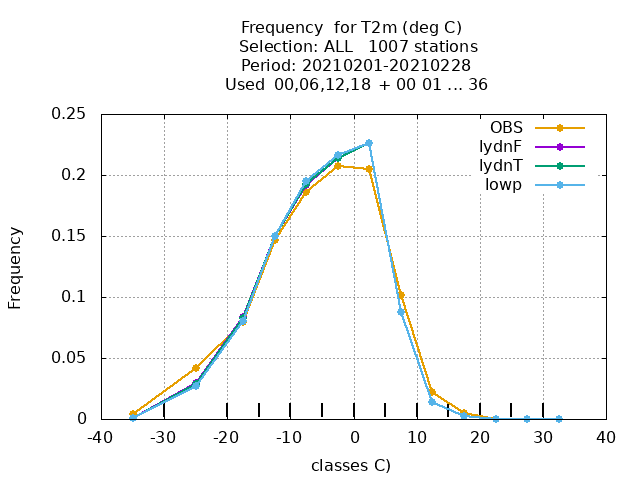 Frequency  for T2m (deg C)
Selection: ALL   1007 stations
Period: 20210201-20210228
Used  00,06,12,18  + 00 01 ... 36
0.25
OBS
lydnF
lydnT
lowp
0.2
0.15
0.1
0.05
0
Frequency
-40 -30 -20 -10 0 10 20 30 40
classes C)